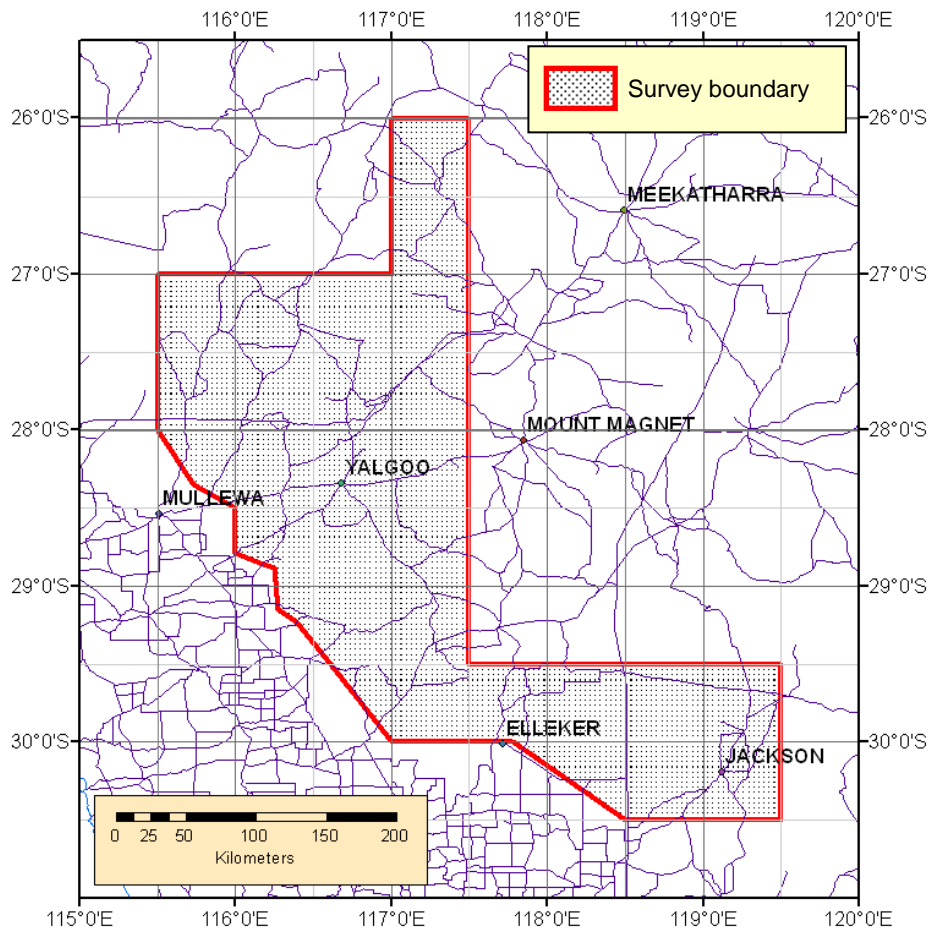 116°0'E 117°0'E 118°0'E 119°0'E 120°0'E
Survey boundary
26°0'S 26°0'S
MEEKATHARRA
27°0'S 27°0'S
MOUNT MAGNET
28°0'S 28°0'S
YALGOO
MULLEWA
29°0'S 29°0'S
ELLEKER
30°0'S 30°0'S
JACKSON
0 25 50 100 150 200
Kilometers
115°0'E 116°0'E 117°0'E 118°0'E 119°0'E 120°0'E